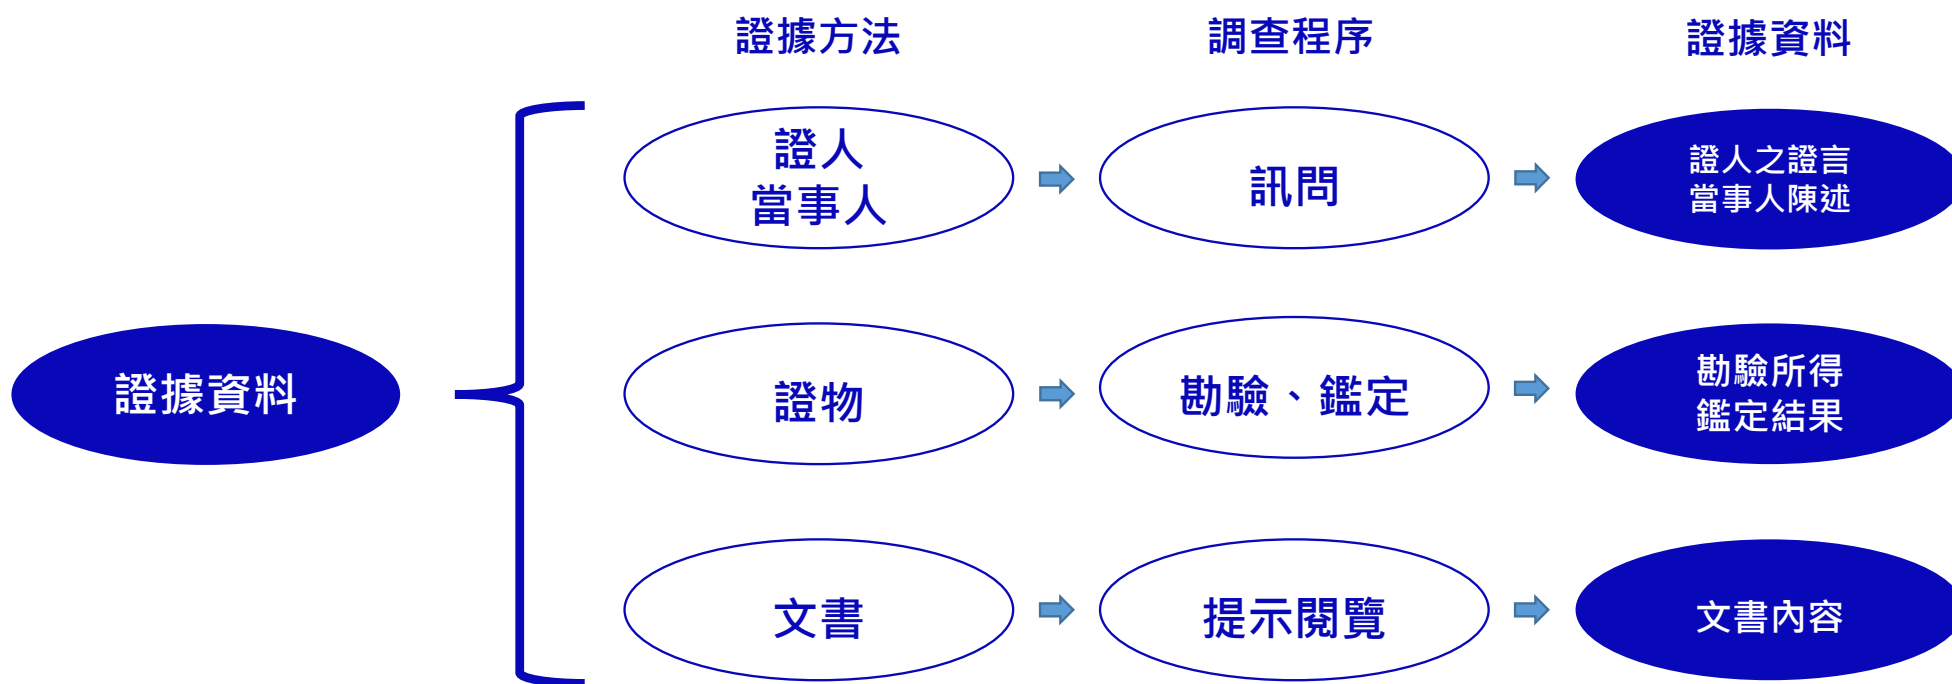 證據方法
調查程序
證據資料
證人
當事人
訊問
證人之證言
當事人陳述
證據資料
證物
勘驗、鑑定
勘驗所得
鑑定結果
文書
提示閱覽
文書內容